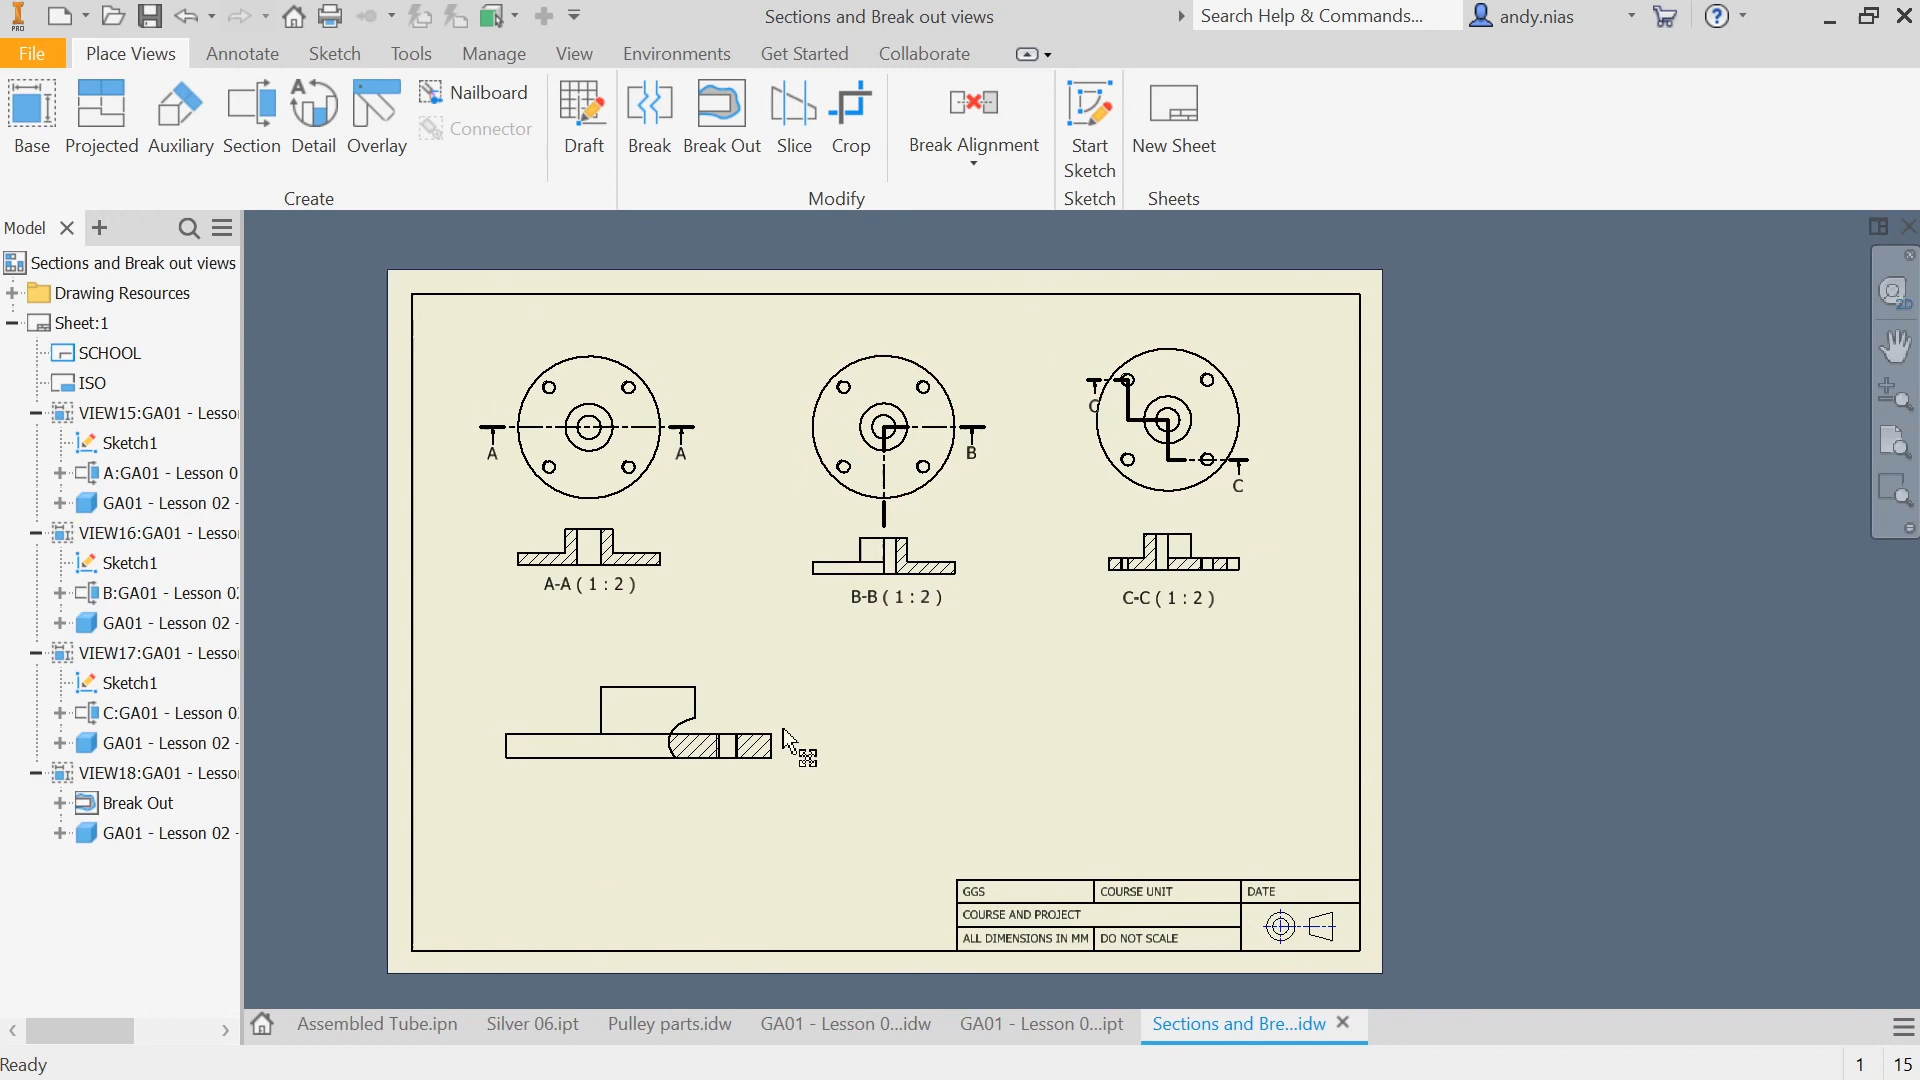 PRO
Sections and Break out views
Search Help & Commands...
andy.nias
File
Place Views
Annotate
Sketch
Tools
Manage
View
Environments
Get Started
Collaborate
Base
Projected
Auxiliary
Section
Detail
Overlay
Nailboard
Connector
Draft
Break
Break Out
Slice
Crop
Break Alignment
Start
Sketch
New Sheet
Create
Modify
Sketch
Sheets
Model
Sections and Break out views
Drawing Resources
Sheet:1
SCHOOL
ISO
VIEW15:GA01 - Lesso
Sketch1
A:GA01 - Lesson 0
GA01 - Lesson 02 -
VIEW16:GA01 - Lesso
Sketch1
B:GA01 - Lesson 0
GA01 - Lesson 02 -
VIEW17:GA01 - Lesso
Sketch1
C:GA01 - Lesson 0
GA01 - Lesson 02 -
VIEW18:GA01 - Lesso
Break Out
GA01 - Lesson 02 -
A
A
B
C
C
A-A ( 1 : 2 )
B-B ( 1 : 2 )
C-C ( 1 : 2 )
GGS
COURSE UNIT
DATE
COURSE AND PROJECT
ALL DIMENSIONS IN MM
DO NOT SCALE
2D
Assembled Tube.ipn
Silver 06.ipt
Pulley parts.idw
GA01 - Lesson 0...idw
GA01 - Lesson 0...ipt
Sections and Bre...idw
Ready
1
15